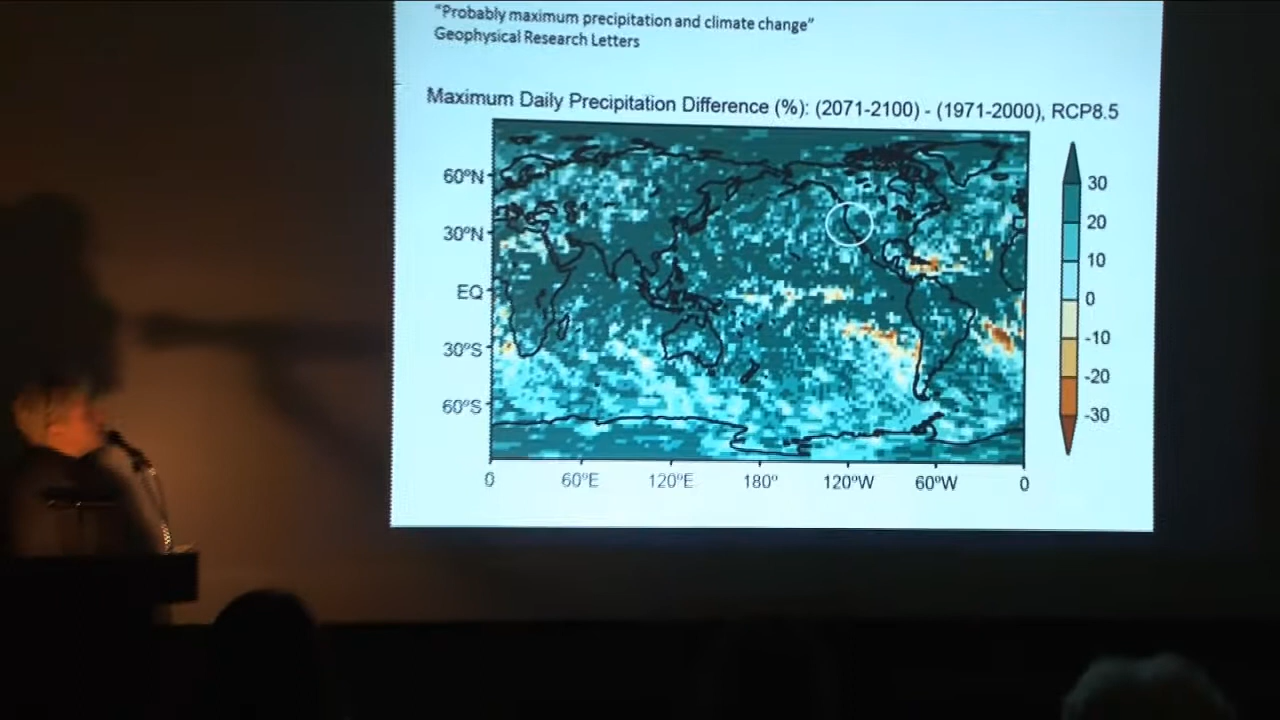 "Probably maximum precipitation and climate change"
Geophysical Research Letters
Maximum Daily Precipitation Difference (%): (2071-2100) - (1971-2000), RCP8.5
60ºN
30ºN
EQ
30ºS
60ºS
0
60ºE
120ºE
180º
120ºW
60ºW
0
30
20
10
0
-10
-20
-30